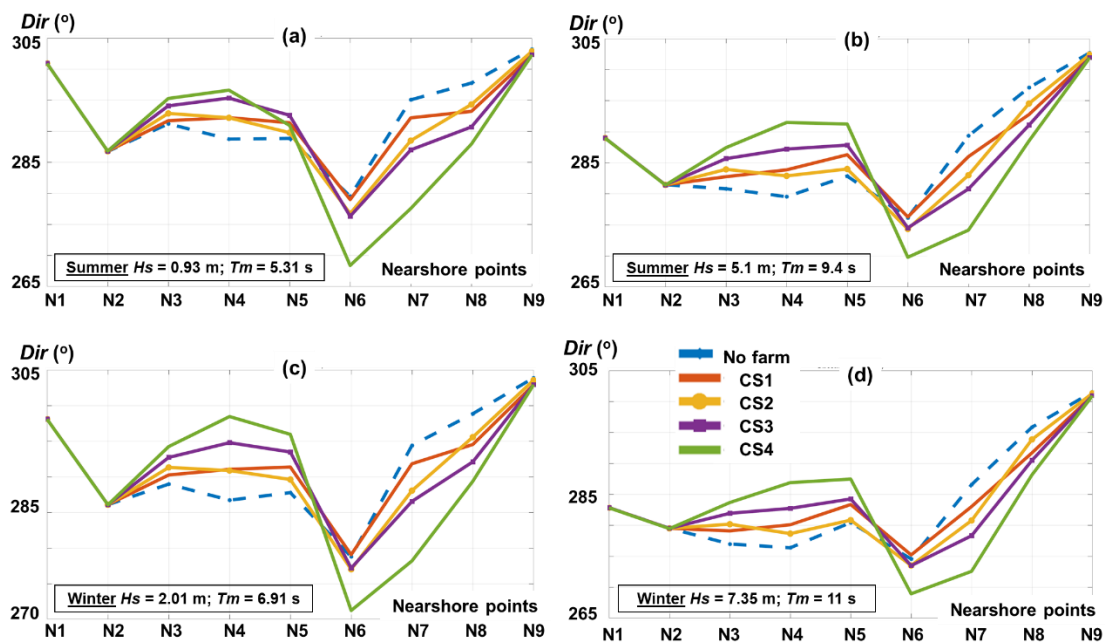 Dir (°)
(a)
305
285
265
Summer Hs = 0.93 m; Tm = 5.31 s
Nearshore points
N1 N2 N3 N4 N5 N6 N7 N8 N9
Dir (°)
(b)
305
285
265
Summer Hs = 5.1 m; Tm = 9.4 s
Nearshore points
N1 N2 N3 N4 N5 N6 N7 N8 N9
Dir (°)
(c)
305
285
270
Winter Hs = 2.01 m; Tm = 6.91 s
Nearshore points
N1 N2 N3 N4 N5 N6 N7 N8 N9
Dir (°)
(d)
305
285
265
No farm
CS1
CS2
CS3
CS4
Winter Hs = 7.35 m; Tm = 11 s
Nearshore points
N1 N2 N3 N4 N5 N6 N7 N8 N9